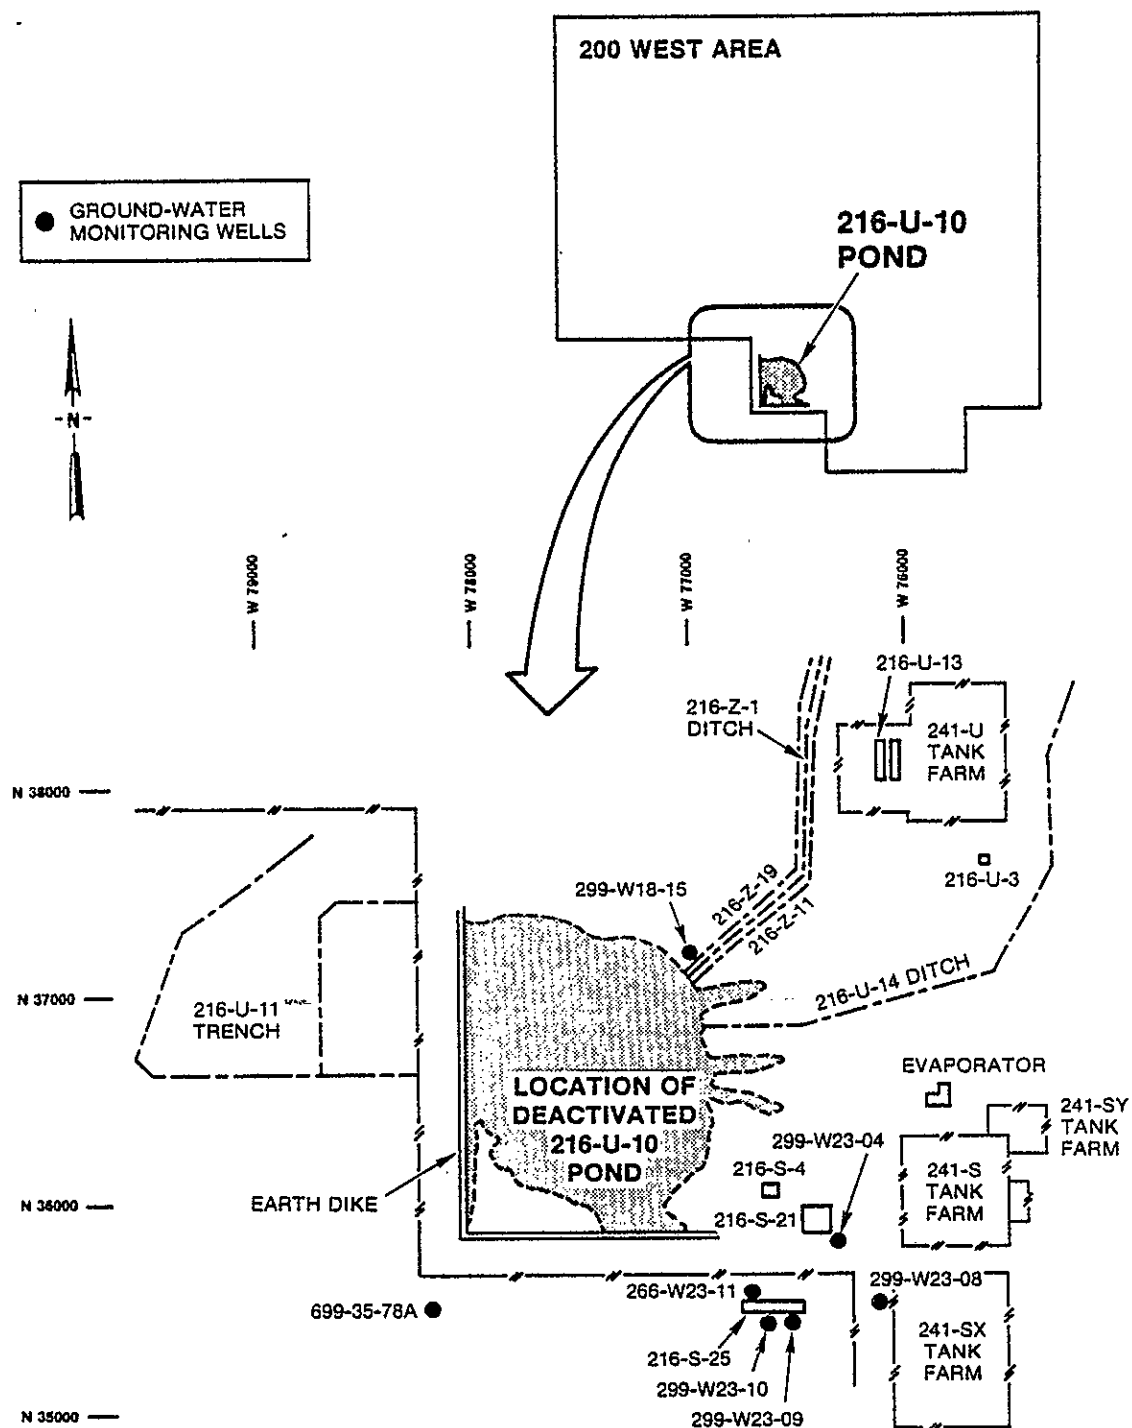 200 WEST AREA
GROUND-WATER
MONITORING WELLS
216-U-10
POND
N
W 79000
W 78000
W 77000
W 76000
216-U-13
216-Z-1
DITCH
241-U
TANK
FARM
N 38000
216-U-3
299-W18-15
216-Z-19
216-Z-11
216-U-14 DITCH
N 37000
216-U-11
TRENCH
EVAPORATOR
LOCATION OF
DEACTIVATED
216-U-10
POND
241-SY
TANK
FARM
299-W23-04
216-S-4
241-S
TANK
FARM
EARTH DIKE
N 36000
216-S-21
266-W23-11
299-W23-08
699-35-78A
241-SX
TANK
FARM
216-S-25
299-W23-10
299-W23-09
N 35000